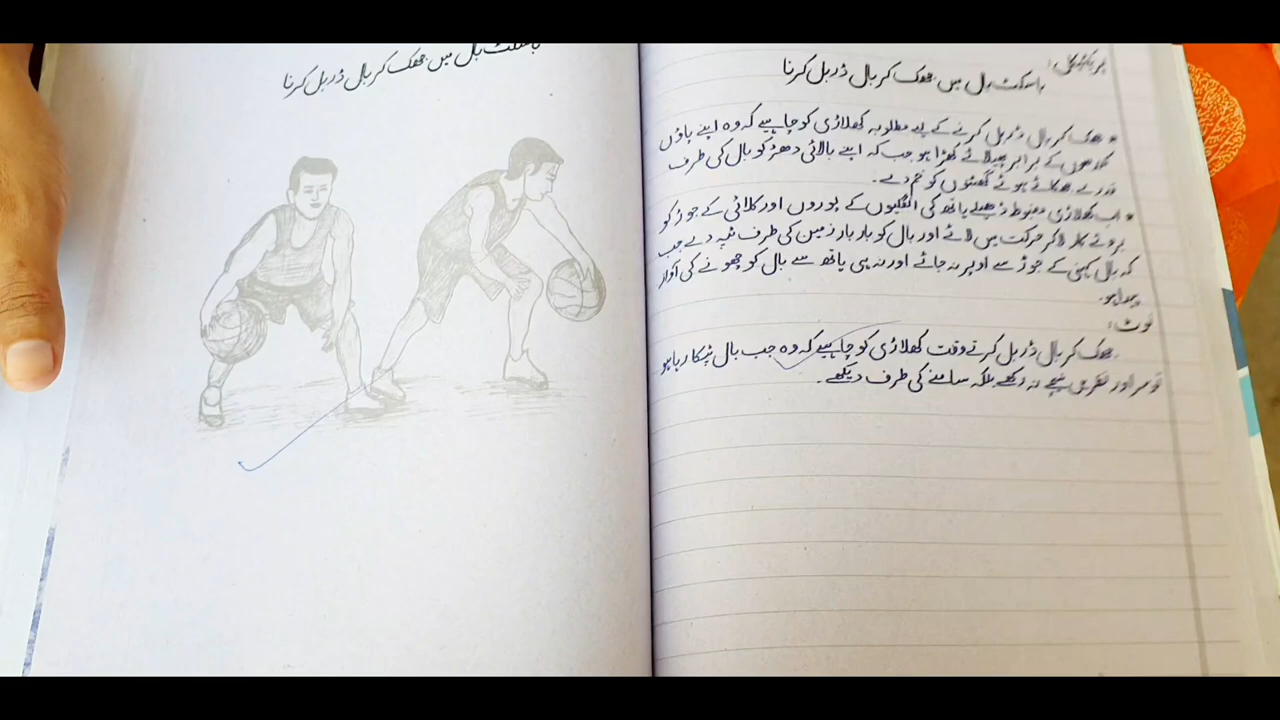 باسکٹ بال میں جھک کر بال ڈربل کرنا
پریکٹیکل:
باسکٹ بال میں جھک کر بال ڈربل کرنا
* جھک کر بال ڈربل کرنے کے لیے مطلوبہ کھلاڑی کو چاہیے کہ وہ اپنے پاؤں
کندھوں کے برابر پھیلائے کھڑا ہو جب کہ اپنے بالائی دھڑ کو بال کی طرف
قدرے جھکائے ہوئے گھٹنوں کو خم دے۔
* اب کھلاڑی مضبوط ڈھیلے ہاتھ کی انگلیوں کے پوروں اور کلائی کے جوڑ کو
بروئے کار لا کر حرکت میں لائے اور بال کو بار بار زمین کی طرف ٹپہ دے جب
کہ بال کہنی کے جوڑ سے اوپر نہ جائے اور نہ ہی ہاتھ سے بال کو چھونے کی آواز
پیدا ہو۔
نوٹ:
جھک کر بال ڈربل کرتے وقت کھلاڑی کو چاہیے کہ وہ جب بال ٹپکا رہا ہو
تو سر اور نظریں نیچے نہ رکھے بلکہ سامنے کی طرف دیکھے۔